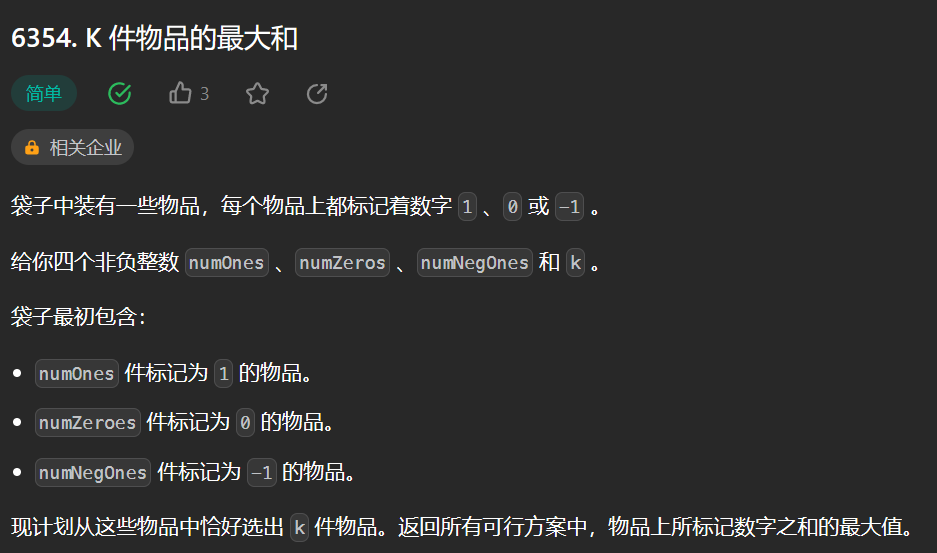 6354. K 件物品的最大和
简单 3
相关企业
袋子中装有一些物品，每个物品上都标记着数字 1 、0 或 -1 。
给你四个非负整数 numOnes 、numZeros 、numNegOnes 和 k 。
袋子最初包含：
• numOnes 件标记为 1 的物品。
• numZeroes 件标记为 0 的物品。
• numNegOnes 件标记为 -1 的物品。
现计划从这些物品中恰好选出 k 件物品。返回所有可行方案中，物品上所标记数字之和的最大值。